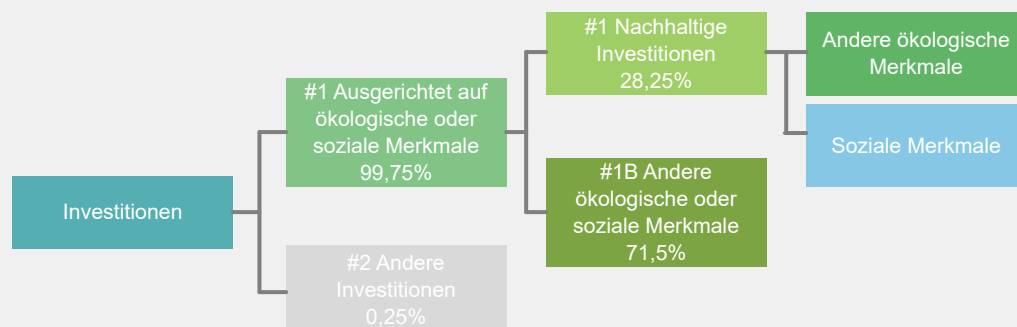 Investitionen
#1 Ausgerichtet auf
ökologische oder
soziale Merkmale
99,75%
#2 Andere
Investitionen
0,25%
#1 Nachhaltige
Investitionen
28,25%
#1B Andere
ökologische oder
soziale Merkmale
71,5%
Andere ökologische
Merkmale
Soziale Merkmale